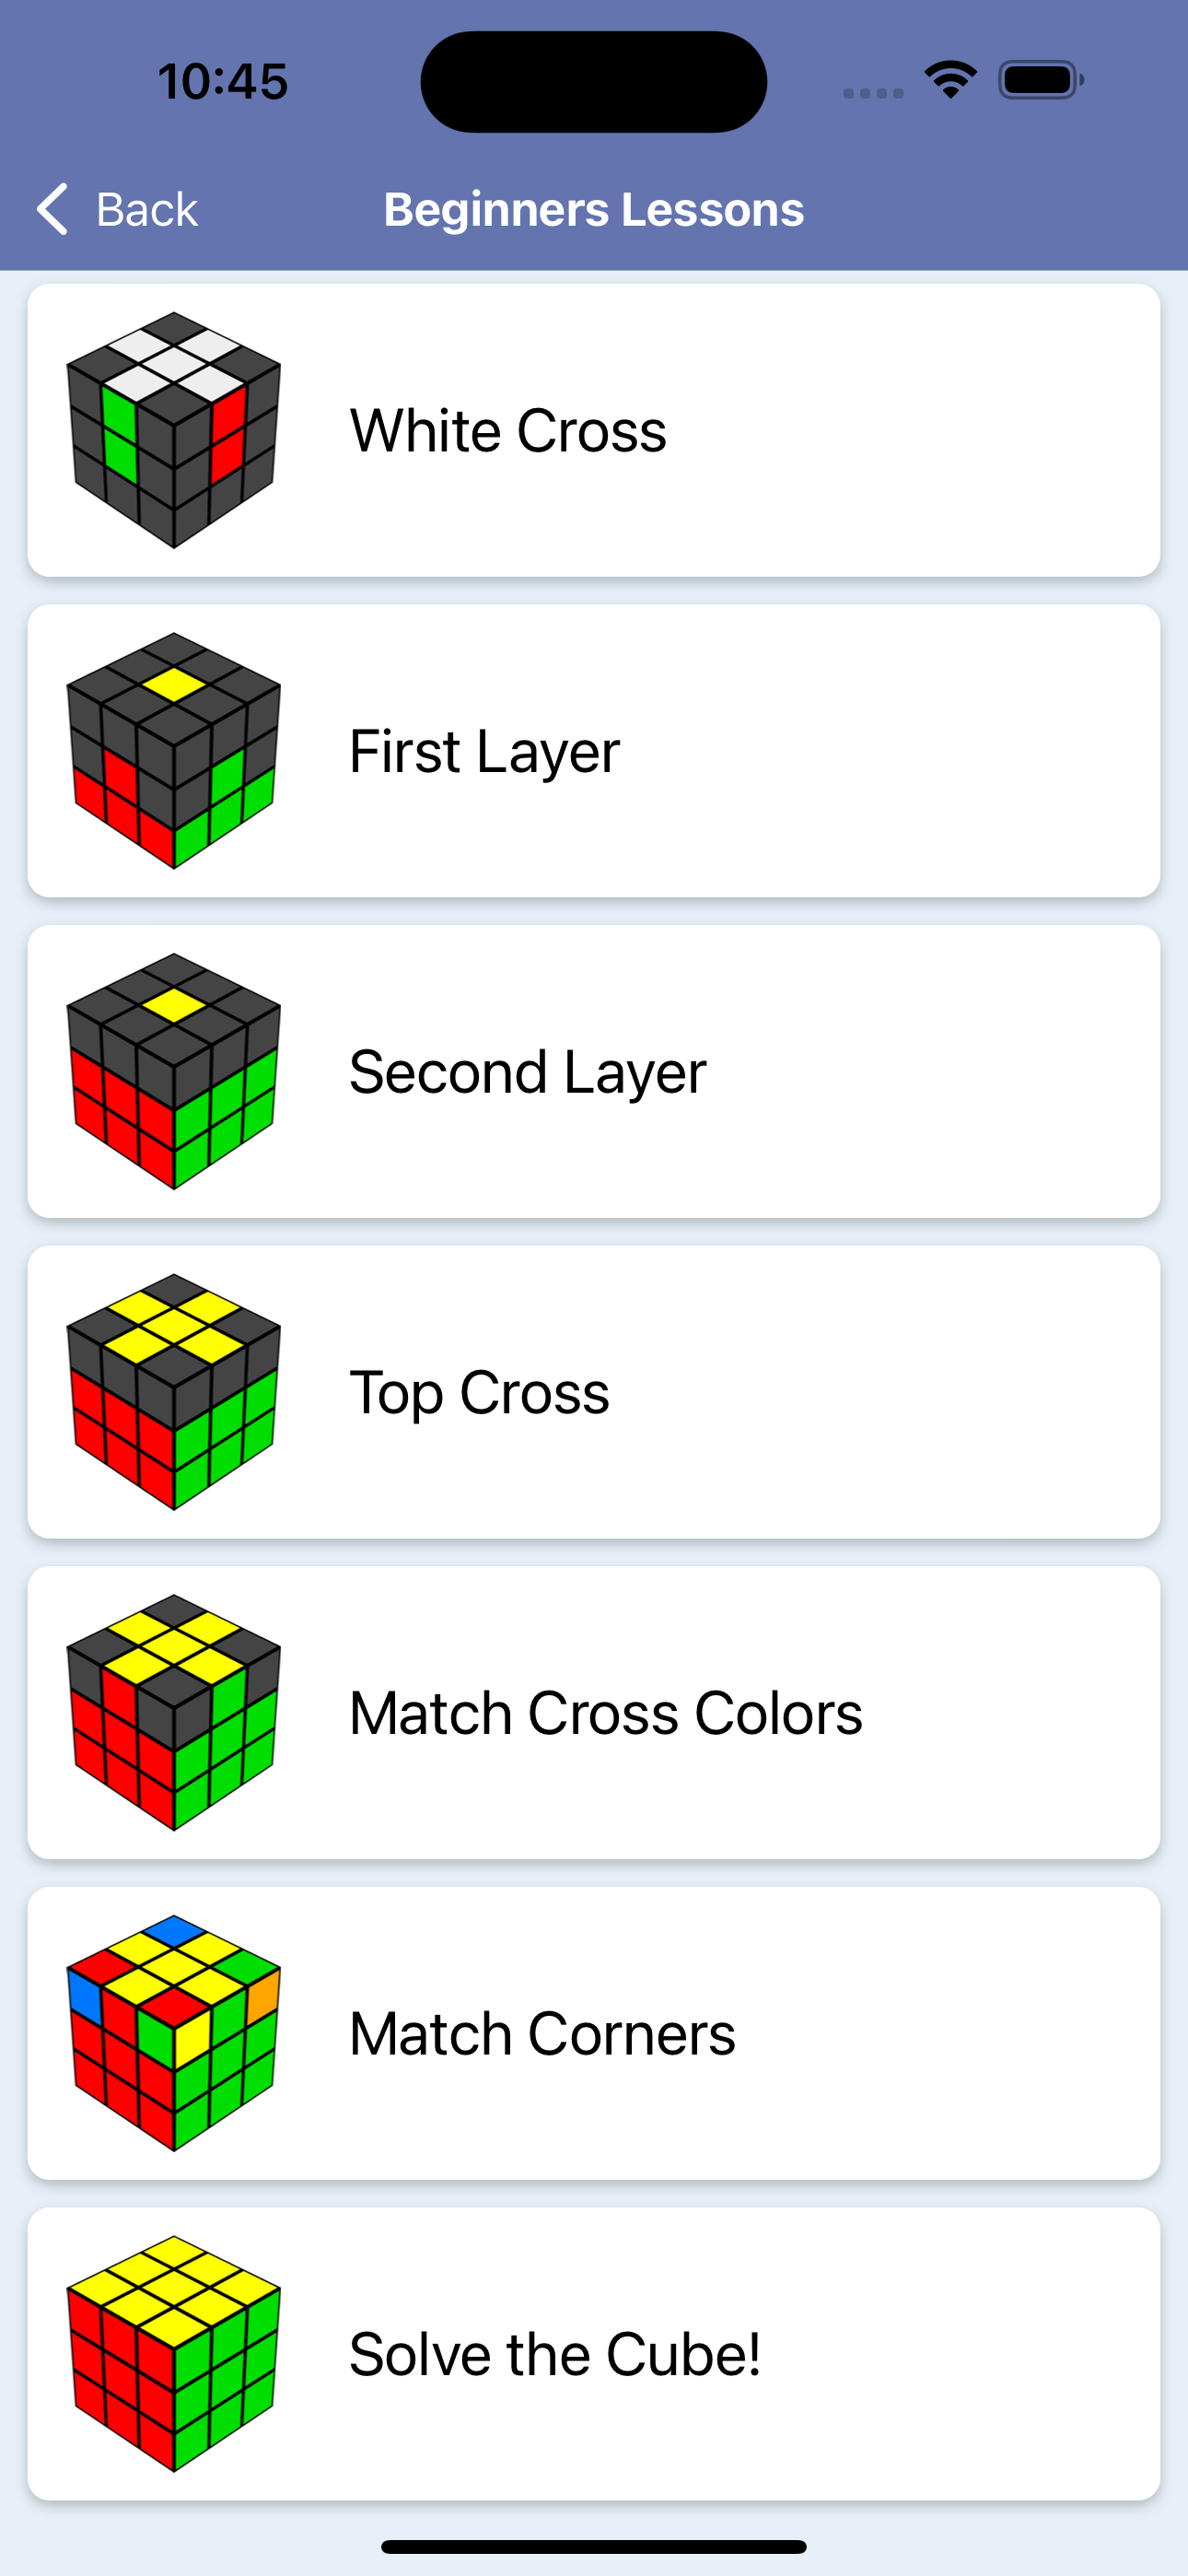 10:45
Back
Beginners Lessons
White Cross
First Layer
Second Layer
Top Cross
Match Cross Colors
Match Corners
Solve the Cube!